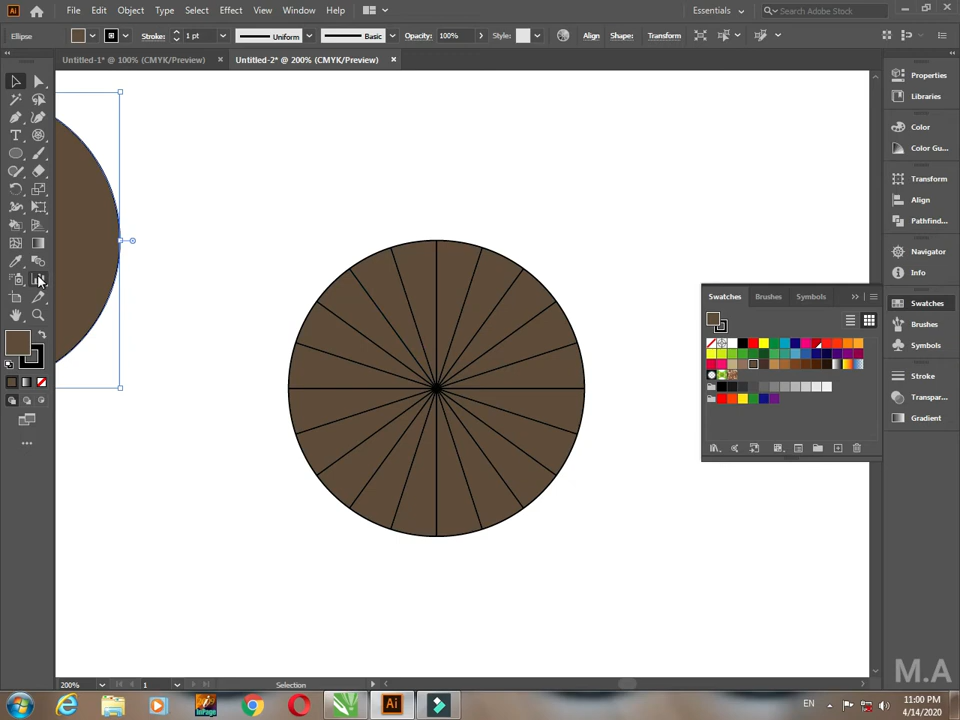 Ai File Edit Object Type Select Effect View Window Help Essentials Search Adobe Stock
Ellipse Stroke: 1 pt Uniform Basic Opacity: 100% Style: Align Shape: Transform
Untitled-1* @ 100% (CMYK/Preview) × Untitled-2* @ 200% (CMYK/Preview) ×
Properties
Libraries
Color
Color Gu...
Transform
Align
Pathfind...
Navigator
Info
Swatches
Brushes
Symbols
Stroke
Transpar...
Gradient
Swatches Brushes Symbols
200% 1 Selection
M.A
InPage Ai EN 11:00 PM
4/14/2020